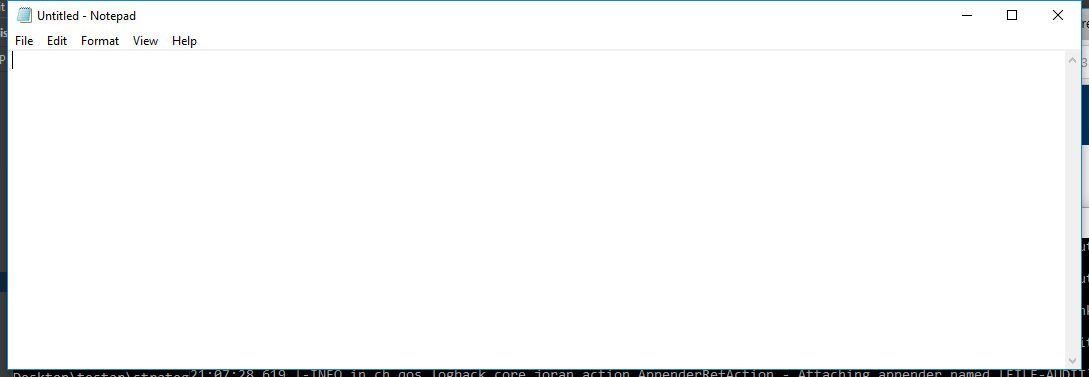 Untitled - Notepad
File Edit Format View Help
Desktop\testap\strateg21:07:28,619 |-INFO in ch.qos.logback.core.joran.action.AppenderRefAction - Attaching appender named [FILE-AUDIT